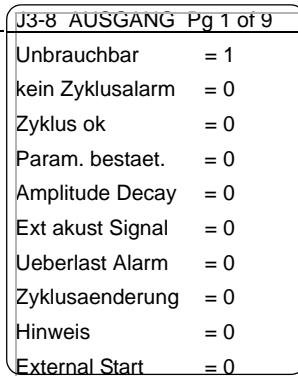 J3-8 AUSGANG Pg 1 of 9
Unbrauchbar = 1
kein Zyklusalarm = 0
Zyklus ok = 0
Param. bestaet. = 0
Amplitude Decay = 0
Ext akust Signal = 0
Ueberlast Alarm = 0
Zyklusaenderung = 0
Hinweis = 0
External Start = 0